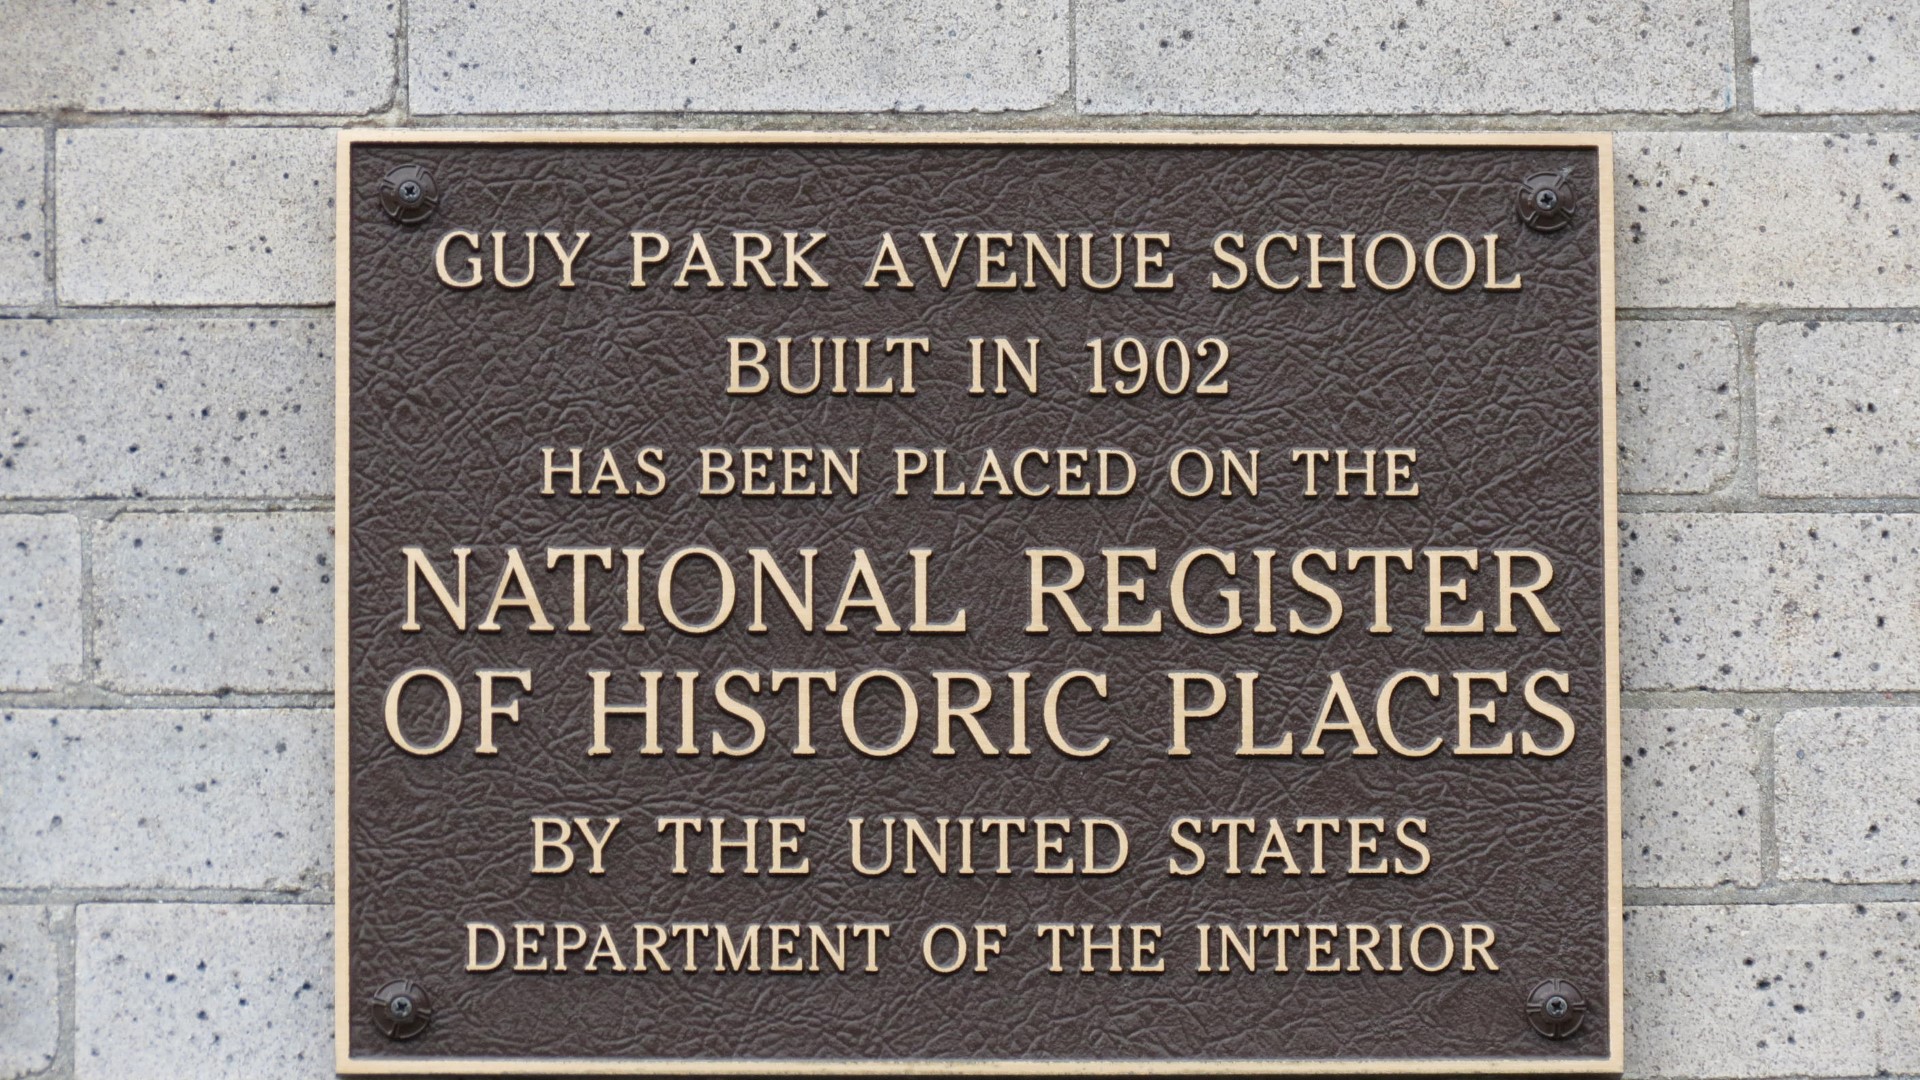 GUY PARK AVENUE SCHOOL
BUILT IN 1902
HAS BEEN PLACED ON THE
NATIONAL REGISTER
OF HISTORIC PLACES
BY THE UNITED STATES
DEPARTMENT OF THE INTERIOR